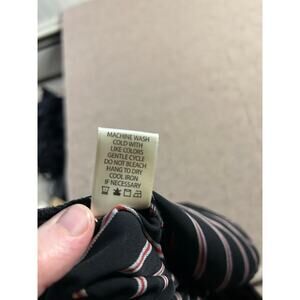 MACHINE WASH
COLD WITH
LIKE COLORS
GENTLE CYCLE
DO NOT BLEACH
HANG TO DRY
COOL IRON
IF NECESSARY